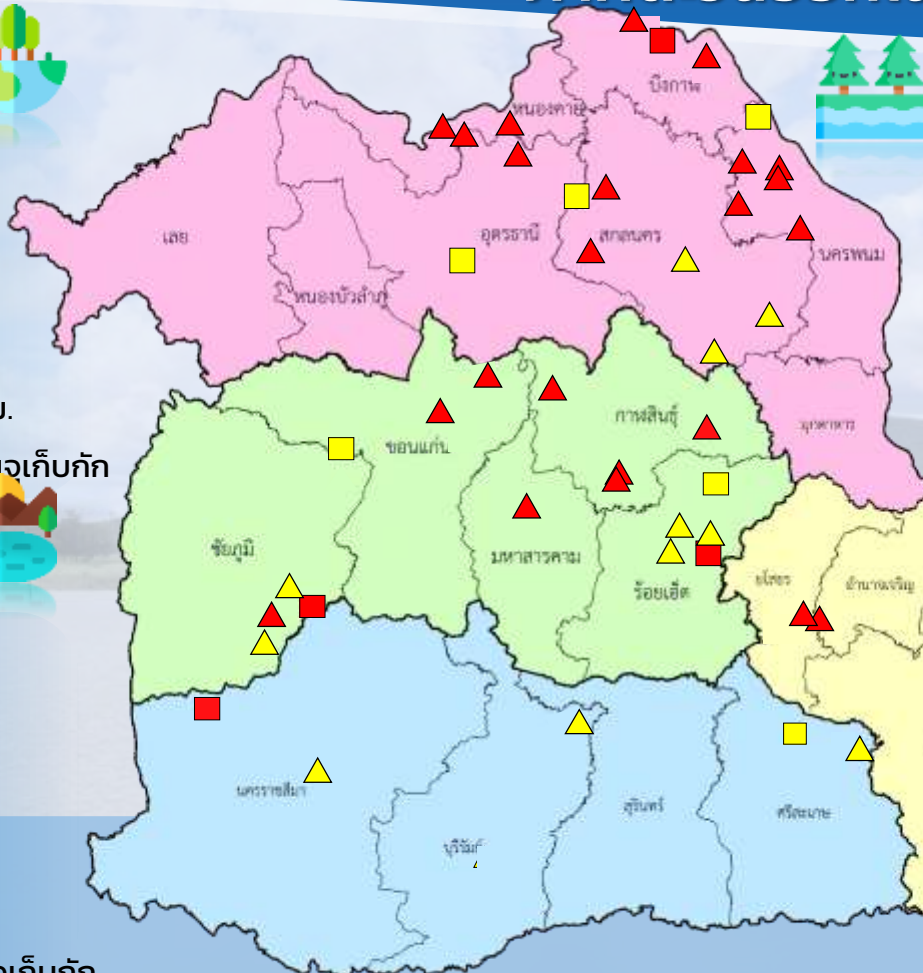 บึงกาฬ
หนองคาย
เลย
อุดรธานี
สกลนคร
นครพนม
หนองบัวลำภู
ม.
จุเก็บกัก
ขอนแก่น
กาฬสินธุ์
มุกดาหาร
ชัยภูมิ
มหาสารคาม
ร้อยเอ็ด
ยโสธร
อำนาจเจริญ
นครราชสีมา
บุรีรัมย์
สุรินทร์
ศรีสะเกษ